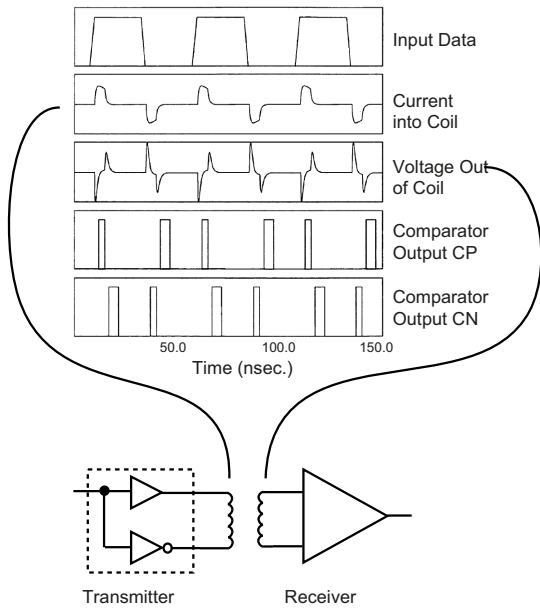 Input Data
Current
into Coil
Voltage Out
of Coil
Comparator
Output CP
Comparator
Output CN
50.0 100.0 150.0
Time (nsec.)
Transmitter Receiver